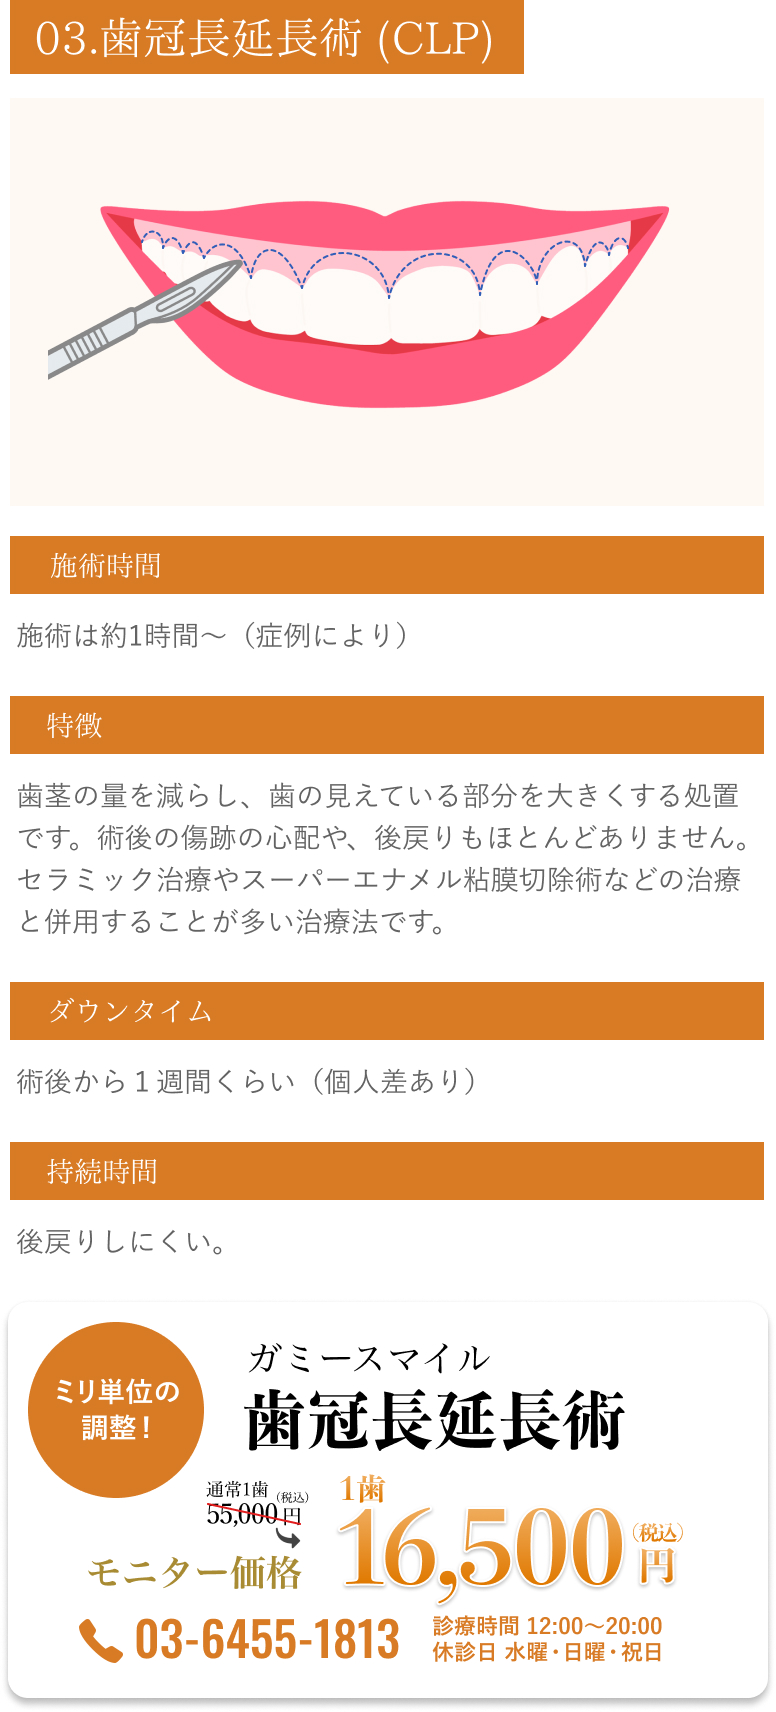 03.歯冠長延長術 (CLP)
施術時間
施術は約1時間〜（症例により）
特徴
歯茎の量を減らし、歯の見えている部分を大きくする処置
です。術後の傷跡の心配や、後戻りもほとんどありません。
セラミック治療やスーパーエナメル粘膜切除術などの治療
と併用することが多い治療法です。
ダウンタイム
術後から１週間くらい（個人差あり）
持続時間
後戻りしにくい。
ミリ単位の
調整！
ガミースマイル
歯冠長延長術
通常1歯 (税込)
55,000円
モニター価格
1歯
16,500円 (税込)
03-6455-1813
診療時間 12:00〜20:00
休診日 水曜・日曜・祝日